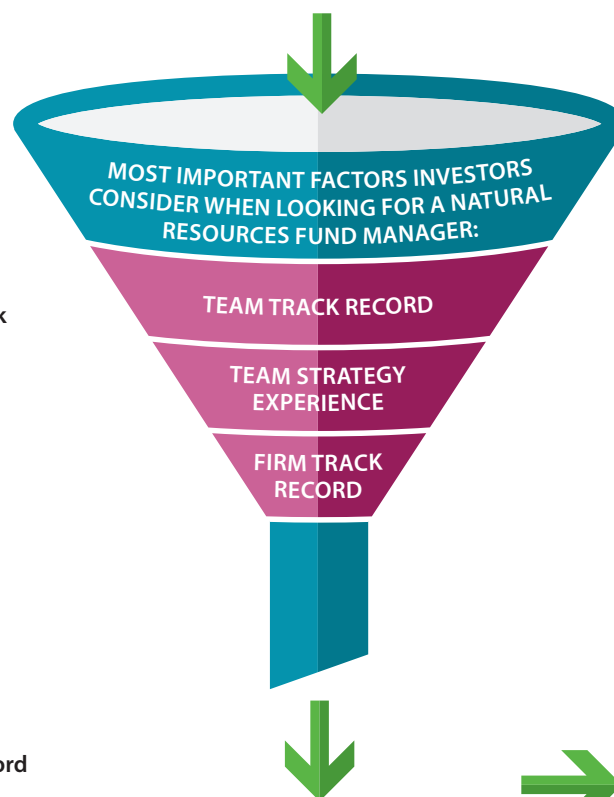 MOST IMPORTANT FACTORS INVESTORS
CONSIDER WHEN LOOKING FOR A NATURAL
RESOURCES FUND MANAGER:
TEAM TRACK RECORD
TEAM STRATEGY
EXPERIENCE
FIRM TRACK
RECORD